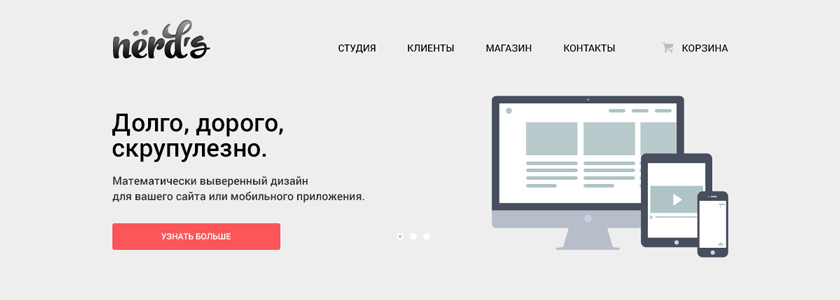 nërd's
СТУДИЯ КЛИЕНТЫ МАГАЗИН КОНТАКТЫ КОРЗИНА
Долго, дорого,
скрупулезно.
Математически выверенный дизайн
для вашего сайта или мобильного приложения.
УЗНАТЬ БОЛЬШЕ